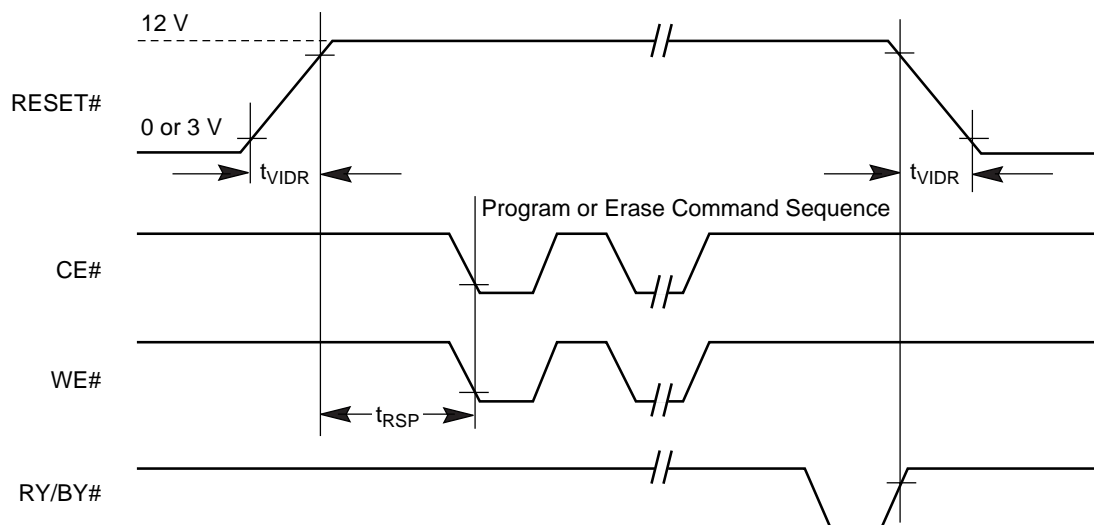 12 V
RESET#
0 or 3 V
tVIDR
tVIDR
Program or Erase Command Sequence
CE#
WE#
tRSP
RY/BY#